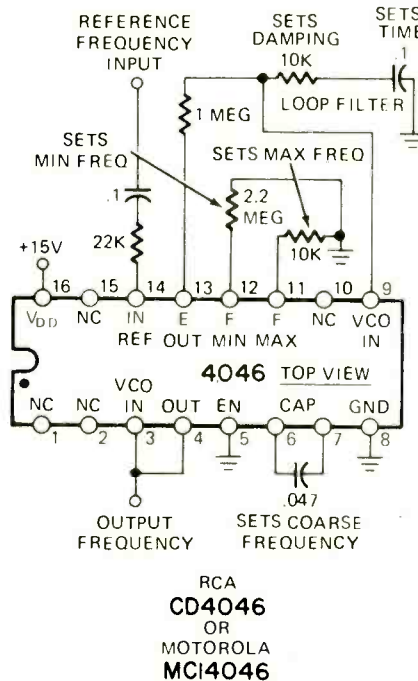 REFERENCE
FREQUENCY
INPUT
SETS
DAMPING
10K
SETS
TIME
.1
LOOP FILTER
1 MEG
SETS
MIN FREQ
SETS MAX FREQ
.1
2.2
MEG
22K
10K
+15V
16 15 14 13 12 11 10 9
VDD NC IN E F F NC VCO
IN
REF OUT MIN MAX
4046 TOP VIEW
NC NC VCO
IN OUT EN CAP GND
1 2 3 4 5 6 7 8
.047
OUTPUT
FREQUENCY
SETS COARSE
FREQUENCY
RCA
CD4046
OR
MOTOROLA
MC14046